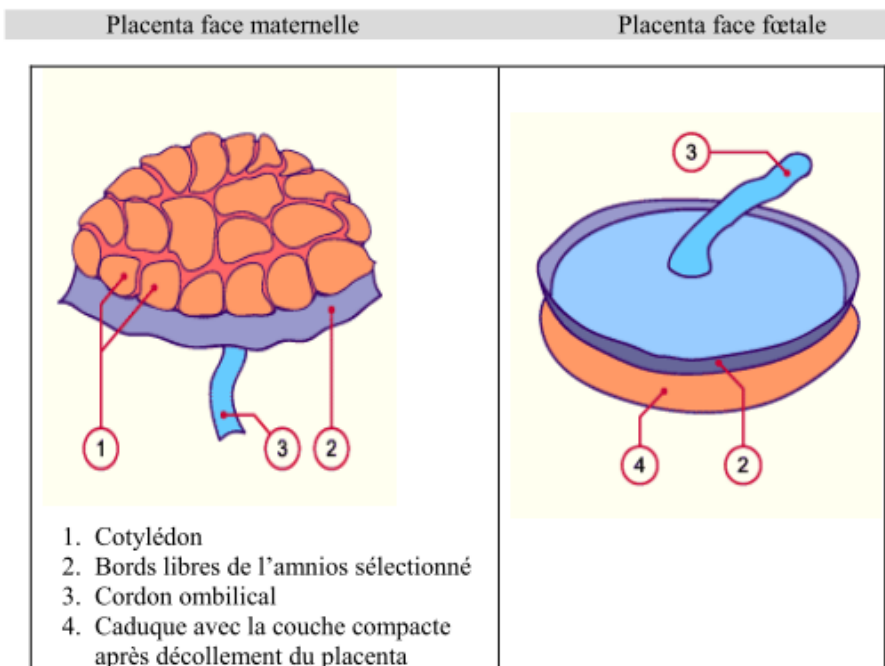 Placenta face maternelle
Placenta face fœtale
3
1
3
2
4
2
1. Cotylédon
2. Bords libres de l'amnios sélectionné
3. Cordon ombilical
4. Caduque avec la couche compacte
après décollement du placenta